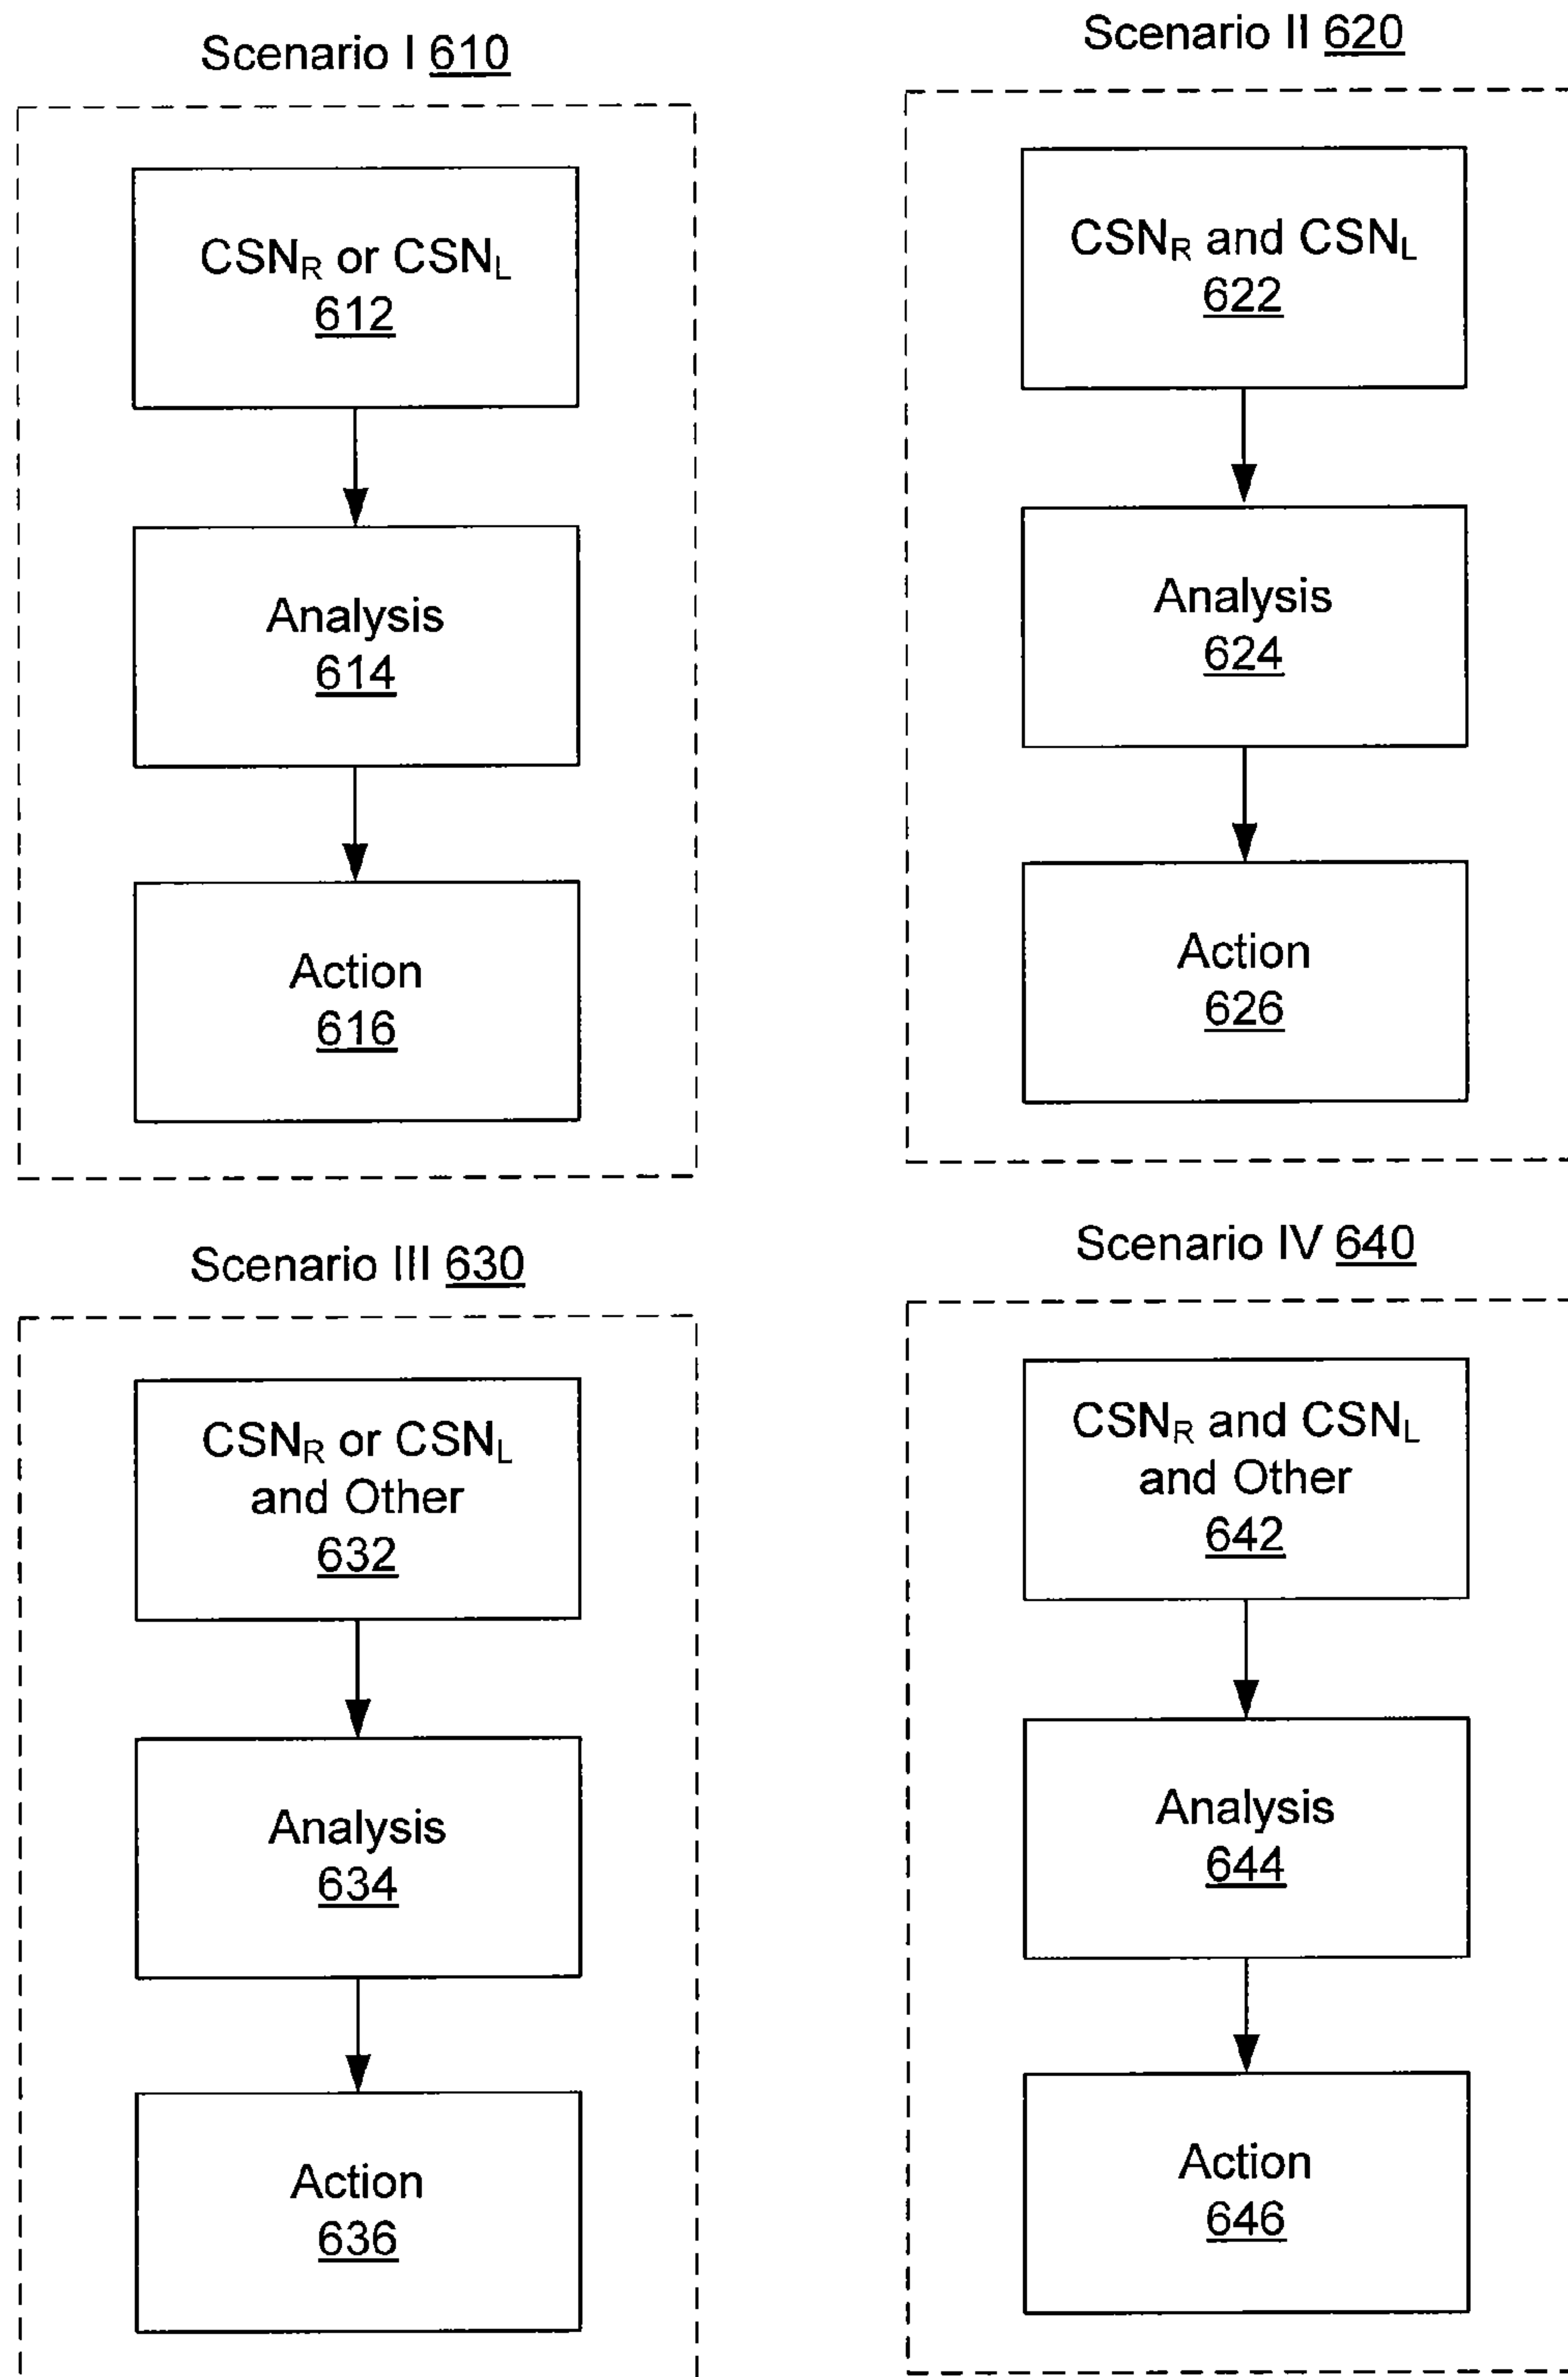 Scenario I 610
CSNR or CSNL
612
Analysis
614
Action
616
Scenario II 620
CSNR and CSNL
622
Analysis
624
Action
626
Scenario III 630
CSNR or CSNL
and Other
632
Analysis
634
Action
636
Scenario IV 640
CSNR and CSNL
and Other
642
Analysis
644
Action
646